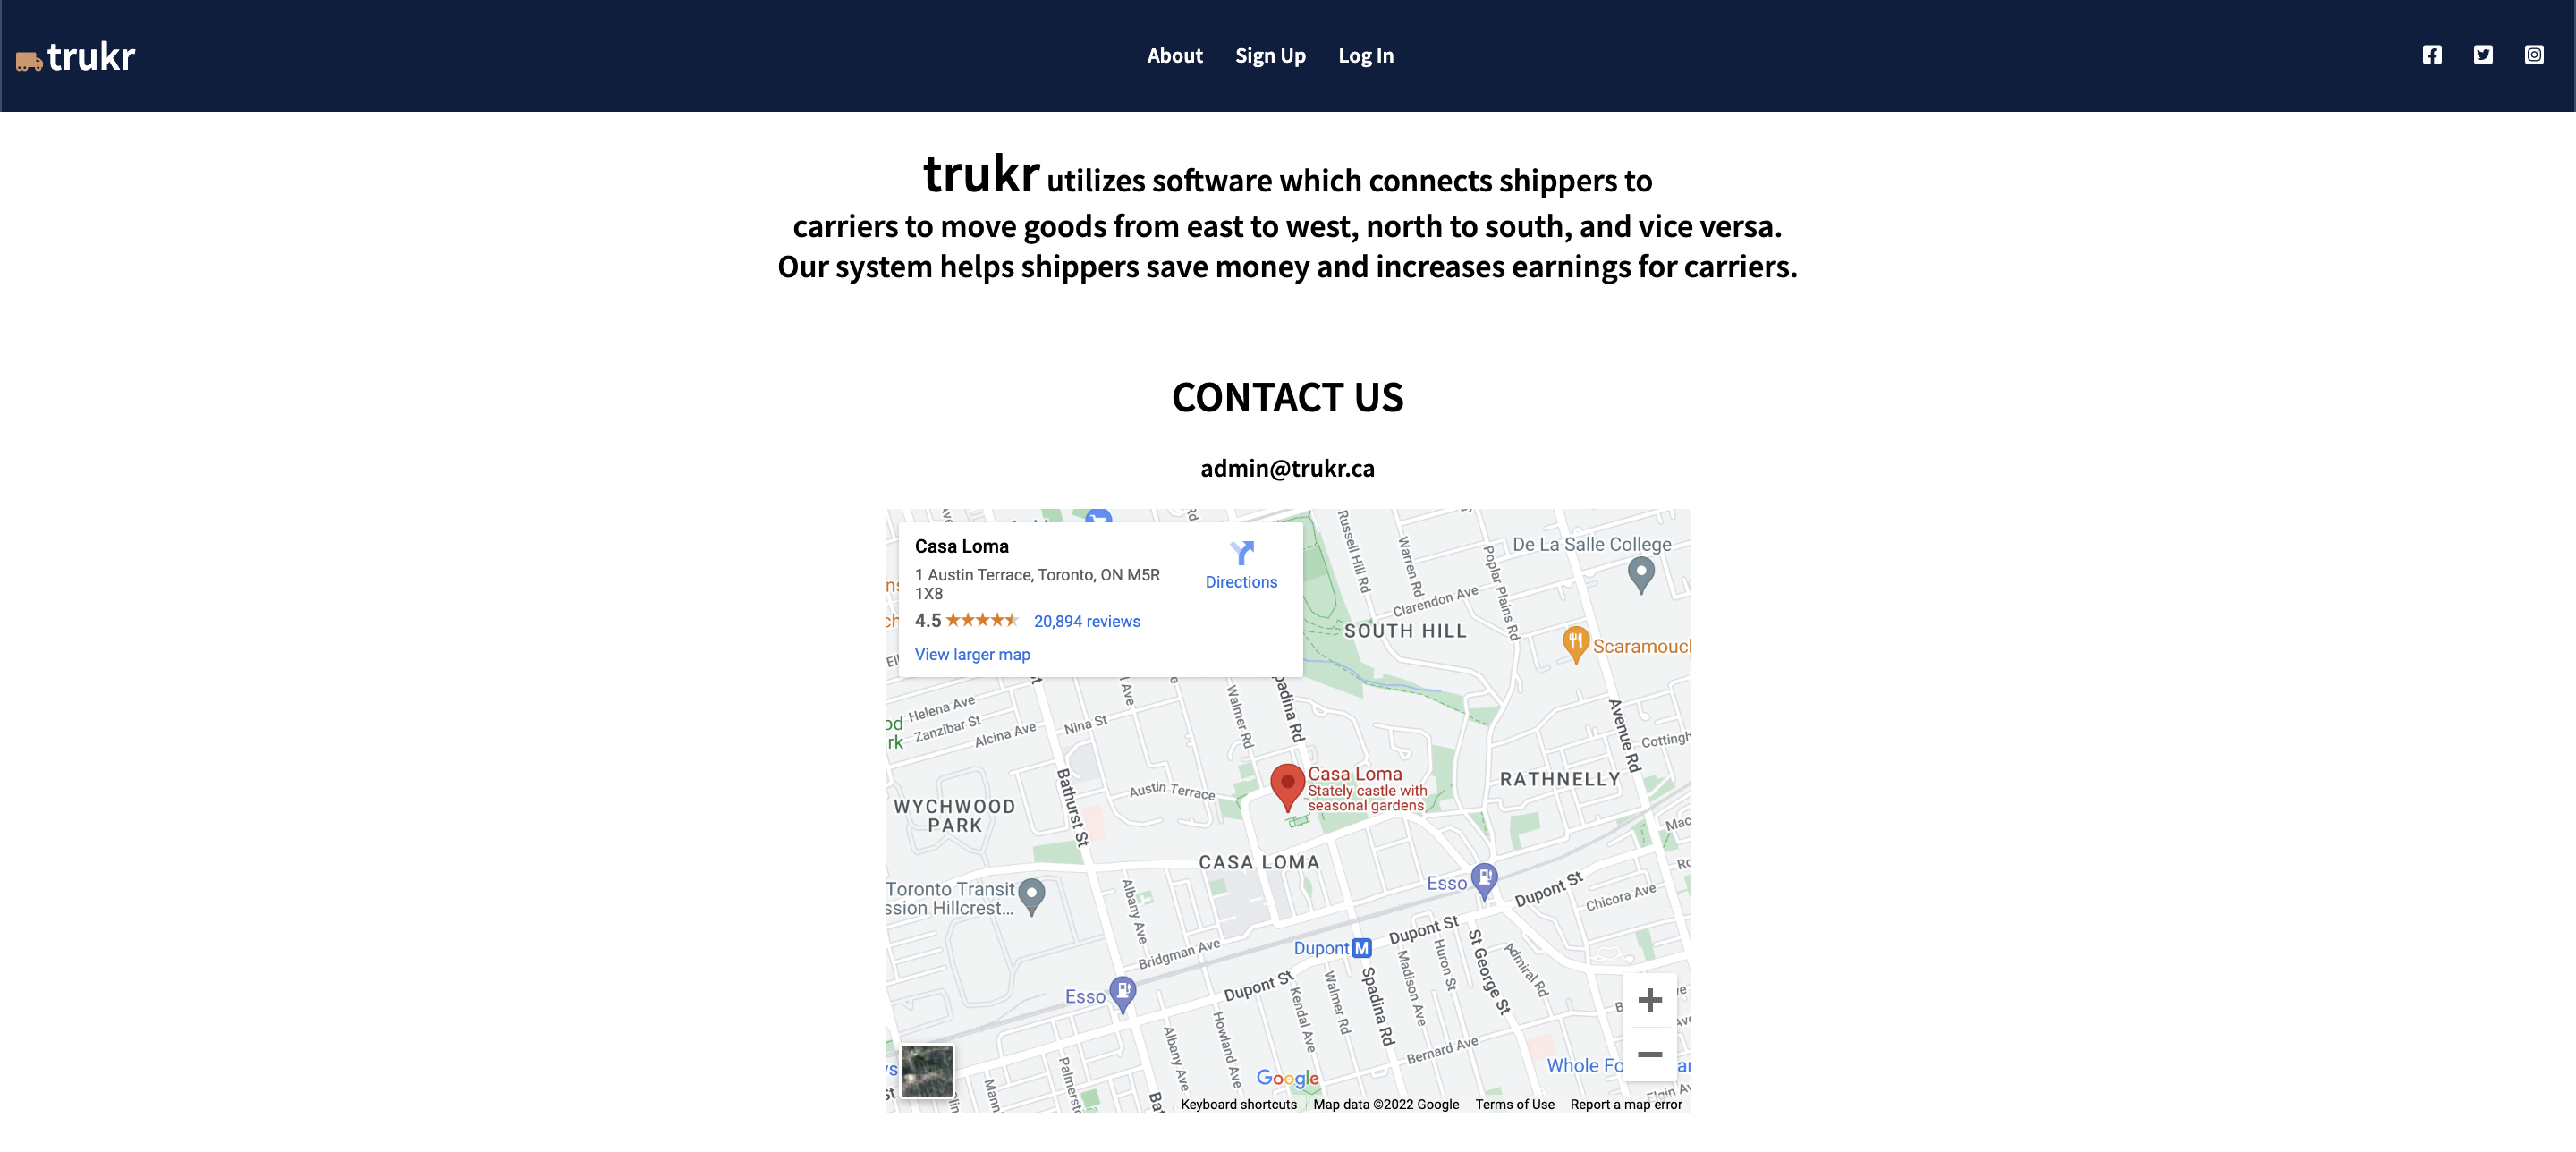 trukr
About Sign Up Log In
trukr utilizes software which connects shippers to
carriers to move goods from east to west, north to south, and vice versa.
Our system helps shippers save money and increases earnings for carriers.
CONTACT US
admin@trukr.ca
Casa Loma
1 Austin Terrace, Toronto, ON M5R
1X8
Directions
4.5 20,894 reviews
View larger map
Russell Hill Rd
Warren Rd
Poplar Plains Rd
De La Salle College
Clarendon Ave
SOUTH HILL
Helena Ave
Zanzibar St
Alcina Ave
Nina St
Walmer Rd
Spadina Rd
Avenue Rd
Bathurst St
Austin Terrace
Casa Loma
Stately castle with
seasonal gardens
RATHNELLY
WYCHWOOD
PARK
CASA LOMA
Toronto Transit
Hillcrest...
Esso
Dupont St
Chicora Ave
Albany Ave
Bridgman Ave
Dupont M
Dupont St
Huron St
Madison Ave
St George St
Admiral Rd
Esso
Dupont St
Kendal Ave
Walmer Rd
Spadina Rd
Howland Ave
Albany Ave
Bernard Ave
Google
Keyboard shortcuts Map data ©2022 Google Terms of Use Report a map error